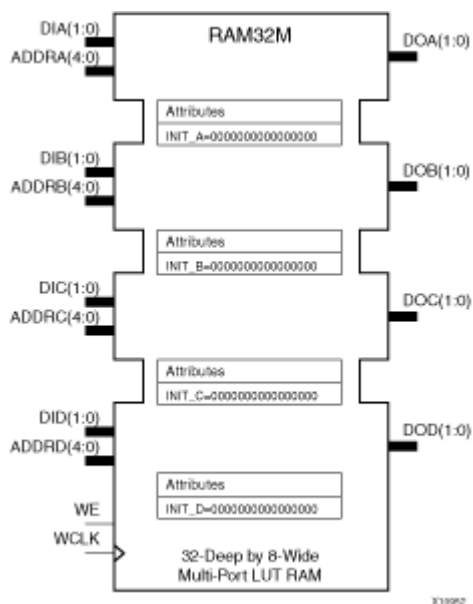 RAM32M
DIA(1:0)
ADDRA(4:0)
DOA(1:0)
Attributes
INIT_A=0000000000000000
DIB(1:0)
ADDRB(4:0)
DOB(1:0)
Attributes
INIT_B=0000000000000000
DIC(1:0)
ADDRC(4:0)
DOC(1:0)
Attributes
INIT_C=0000000000000000
DID(1:0)
ADDRD(4:0)
DOD(1:0)
Attributes
INIT_D=0000000000000000
WE
WCLK
32-Deep by 8-Wide
Multi-Port LUT RAM